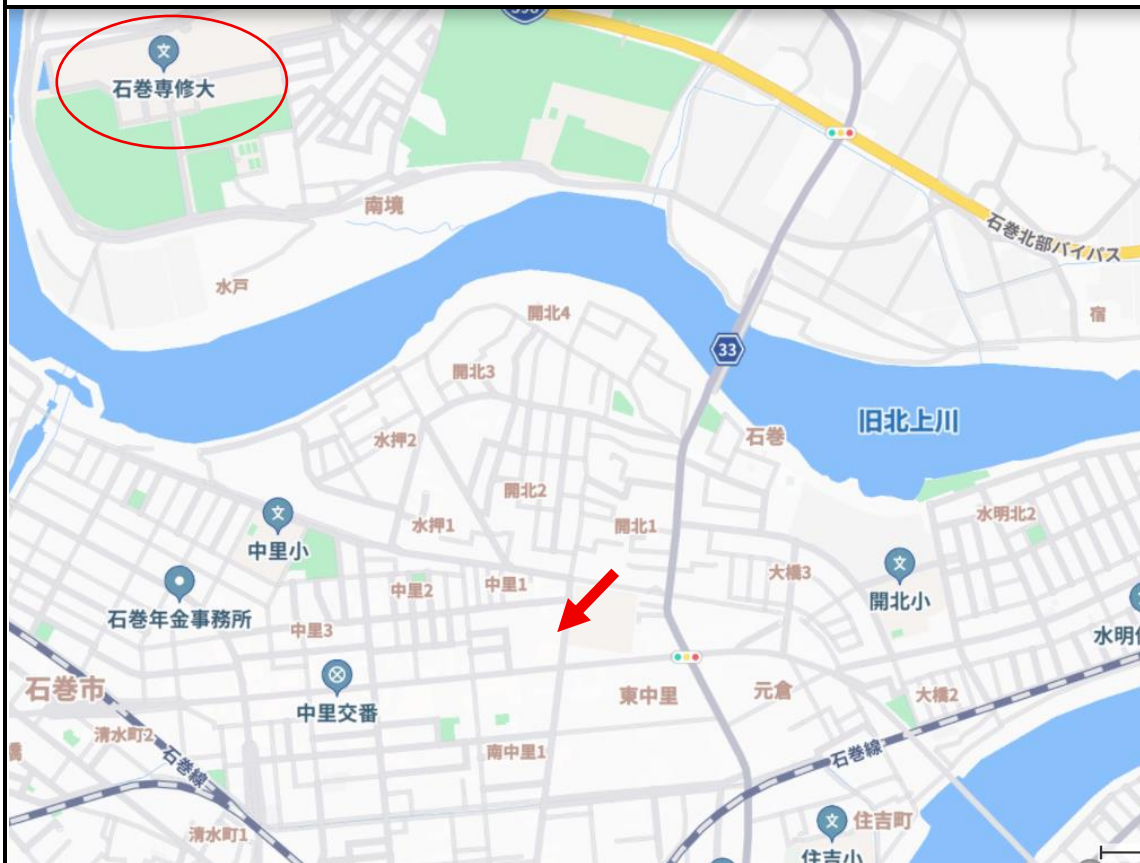 398
石巻専修大
南境
石巻北部バイパス
水戸
宿
開北4
33
開北3
旧北上川
石巻
水押2
開北2
水明北2
水押1
開北1
中里小
大橋3
中里1
中里2
開北小
石巻年金事務所
中里3
水明
石巻市
東中里
元倉
大橋2
中里交番
清水町2
南中里1
石巻線
石巻線
橋
清水町1
住吉町
住吉小